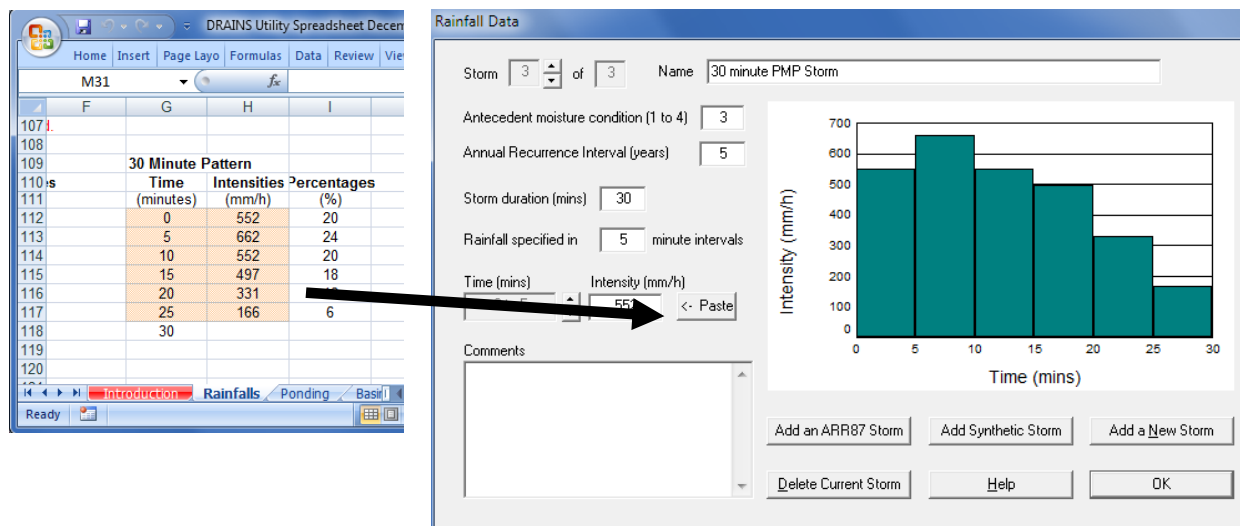 DRAINS Utility Spreadsheet Decem
Home Insert Page Layo Formulas Data Review Vie
M31 fx
F G H I
107 d.
108
109 30 Minute Pattern
110 s Time Intensities Percentages
111 (minutes) (mm/h) (%)
112 0 552 20
113 5 662 24
114 10 552 20
115 15 497 18
116 20 331
117 25 166 6
118 30
119
120
Introduction Rainfalls Ponding Basi
Ready
Rainfall Data
Storm 3 of 3 Name 30 minute PMP Storm
Antecedent moisture condition (1 to 4) 3
Annual Recurrence Interval (years) 5
Storm duration (mins) 30
Rainfall specified in 5 minute intervals
Time (mins) Intensity (mm/h)
<- Paste
Comments
700
600
500
400
300
200
100
0
Intensity (mm/h)
0 5 10 15 20 25 30
Time (mins)
Add an ARR87 Storm Add Synthetic Storm Add a New Storm
Delete Current Storm Help OK